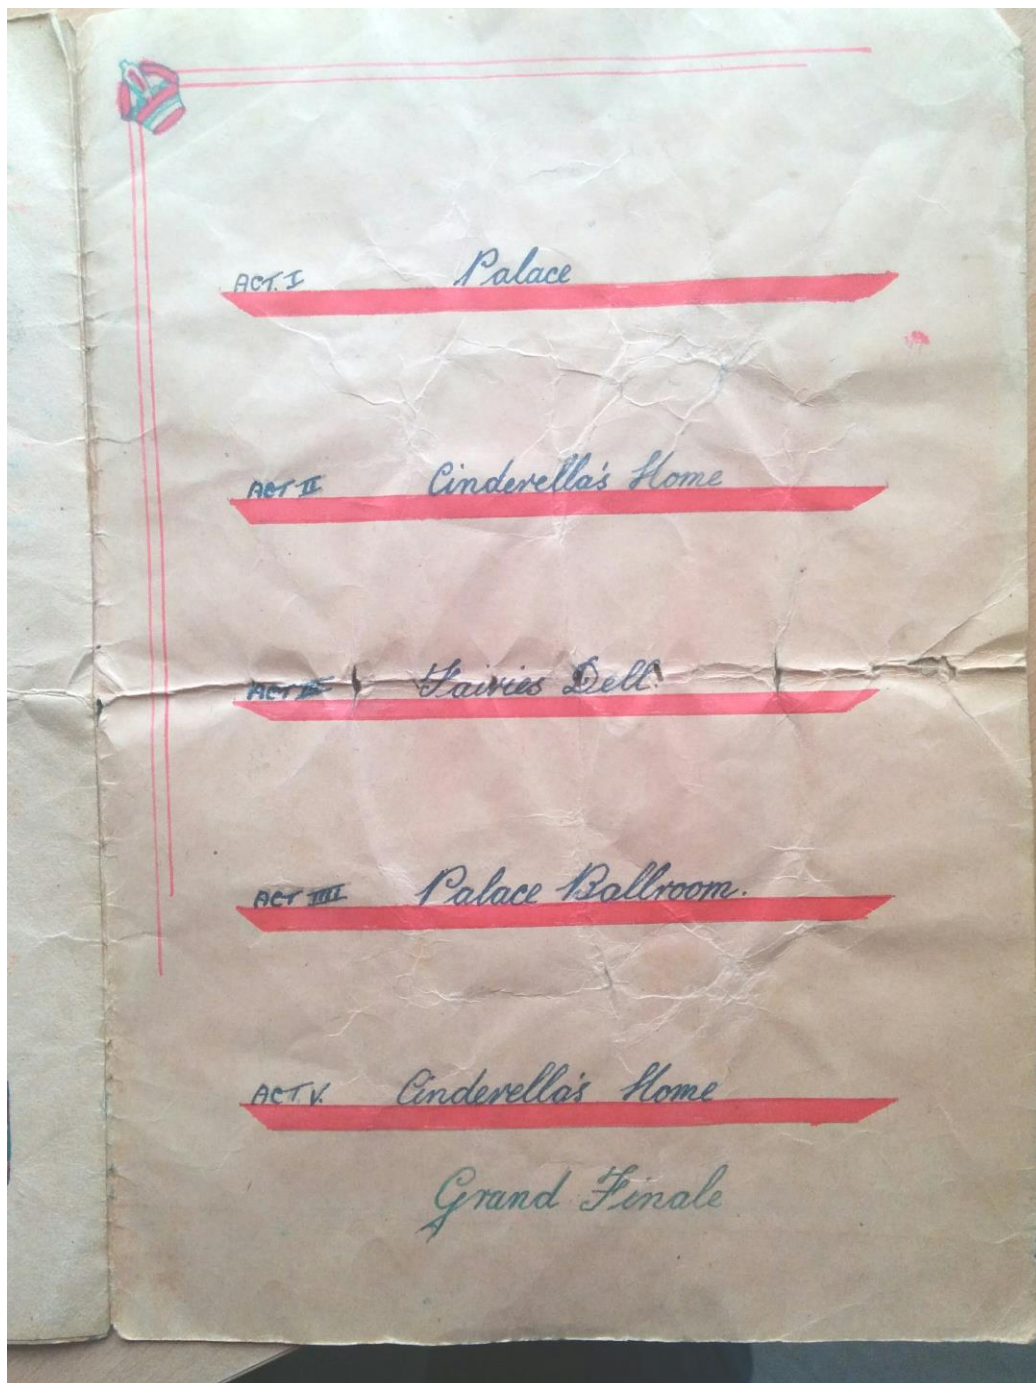 ACT. I Palace
ACT II Cinderella's Home
ACT III Fairies Dell
ACT IIII Palace Ballroom.
ACT V. Cinderella's Home
Grand Finale